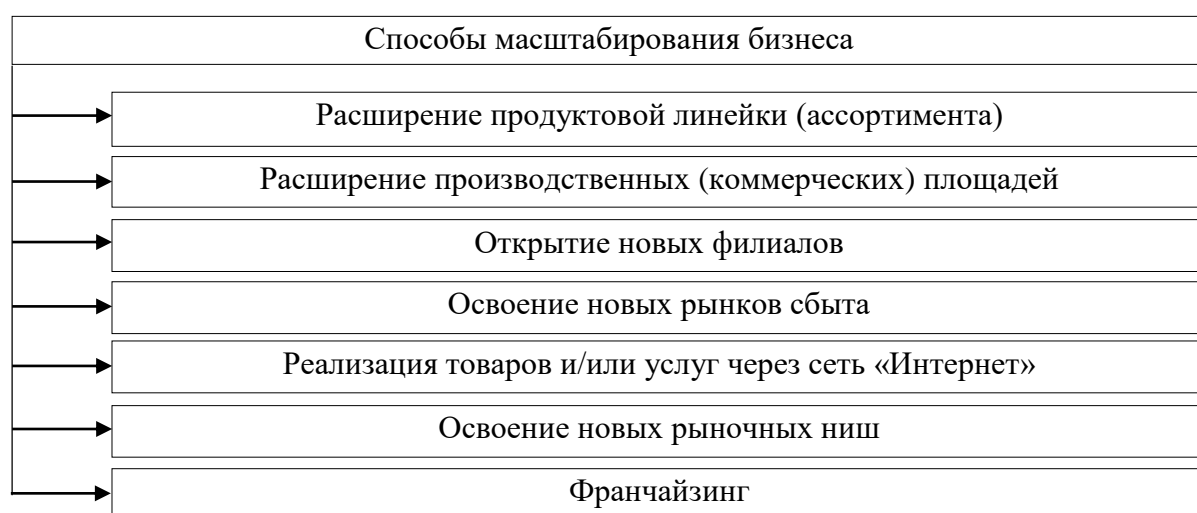 Способы масштабирования бизнеса
Расширение продуктовой линейки (ассортимента)
Расширение производственных (коммерческих) площадей
Открытие новых филиалов
Освоение новых рынков сбыта
Реализация товаров и/или услуг через сеть «Интернет»
Освоение новых рыночных ниш
Франчайзинг